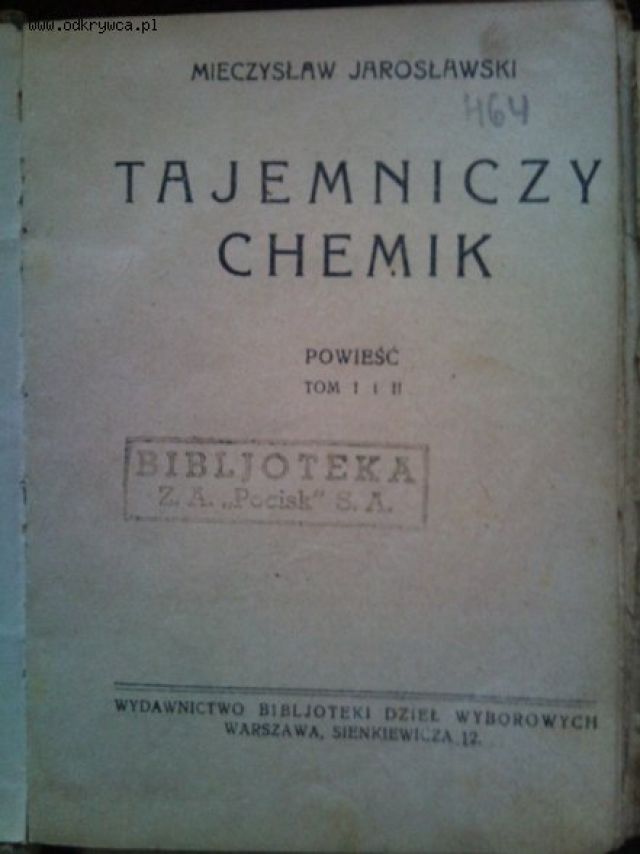 www.odkrywca.pl
MIECZYSŁAW JAROSŁAWSKI
464
TAJEMNICZY
CHEMIK
POWIEŚĆ
TOM I i II
BIBLJOTEKA
Z. A. „Pocisk" S. A.
WYDAWNICTWO BIBLJOTEKI DZIEŁ WYBOROWYCH
WARSZAWA, SIENKIEWICZA 12.